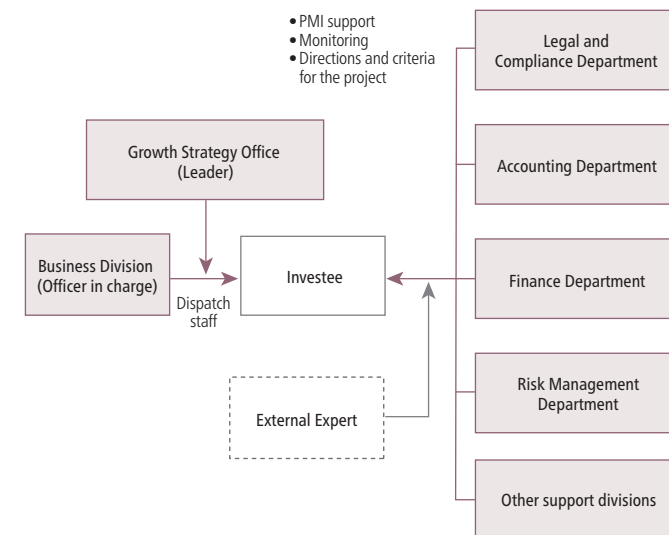 • PMI support
• Monitoring
• Directions and criteria
for the project
Legal and
Compliance Department
Growth Strategy Office
(Leader)
Accounting Department
Business Division
(Officer in charge)
Dispatch
staff
Investee
Finance Department
External Expert
Risk Management
Department
Other support divisions